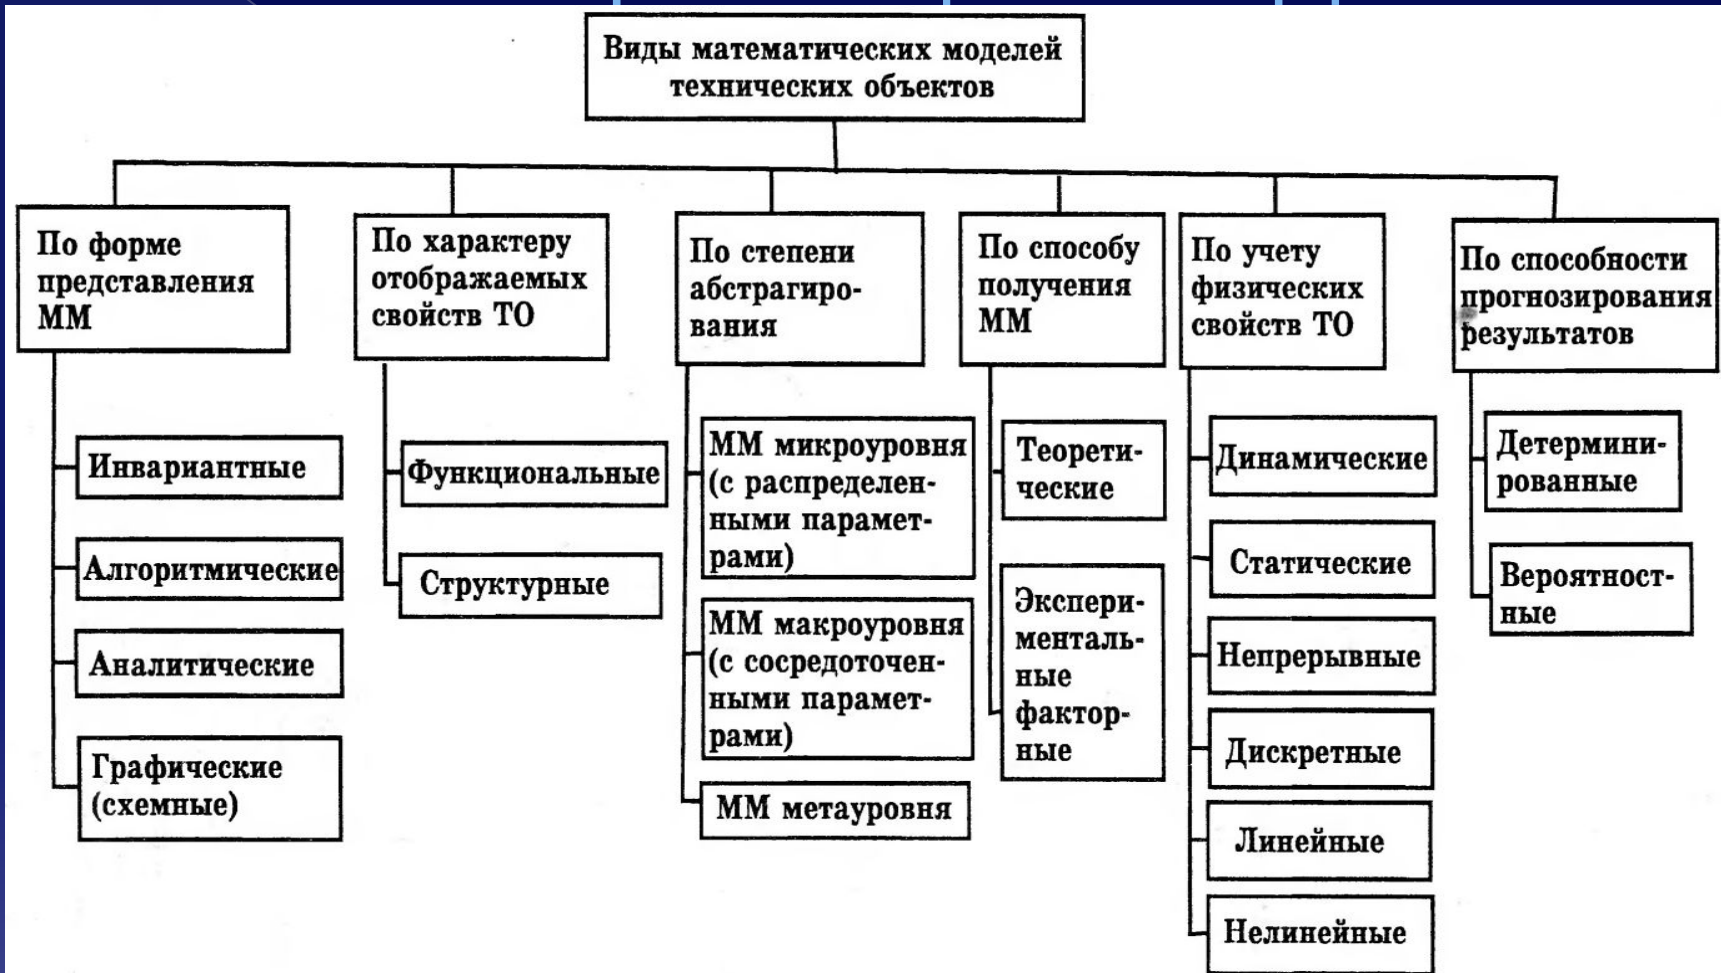 Виды математических моделей
технических объектов
По форме
представления
ММ
Инвариантные
Алгоритмические
Аналитические
Графические
(схемные)
По характеру
отображаемых
свойств ТО
Функциональные
Структурные
По степени
абстрагиро-
вания
ММ микроуровня
(с распределен-
ными парамет-
рами)
ММ макроуровня
(с сосредоточен-
ными парамет-
рами)
ММ метауровня
По способу
получения
ММ
Теорети-
ческие
Экспери-
менталь-
ные
фактор-
ные
По учету
физических
свойств ТО
Динамические
Статические
Непрерывные
Дискретные
Линейные
Нелинейные
По способности
прогнозирования
результатов
Детермини-
рованные
Вероятност-
ные